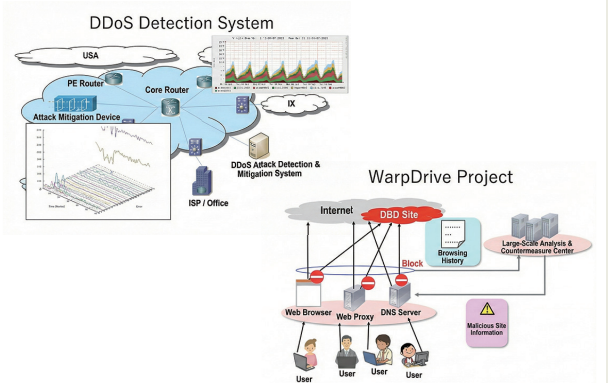 DDoS Detection System
USA
PE Router
Core Router
IX
Attack Mitigation Device
DDoS Attack Detection &
Mitigation System
ISP / Office
WarpDrive Project
Internet
DBD Site
Block
Browsing
History
Large-Scale Analysis &
Countermeasure Center
Web Browser
Web Proxy
DNS Server
Malicious Site
Information
User
User
User
User